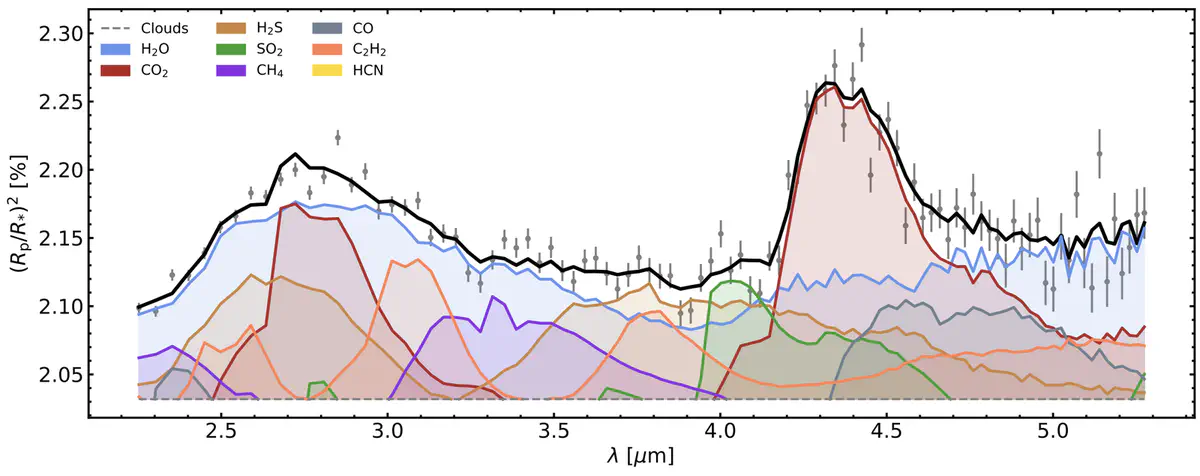 2.30
2.25
2.20
2.15
2.10
2.05
(Rp/R*)² [%]
Clouds
H₂O
CO₂
H₂S
SO₂
CH₄
CO
C₂H₂
HCN
2.5 3.0 3.5 4.0 4.5 5.0
λ [μm]